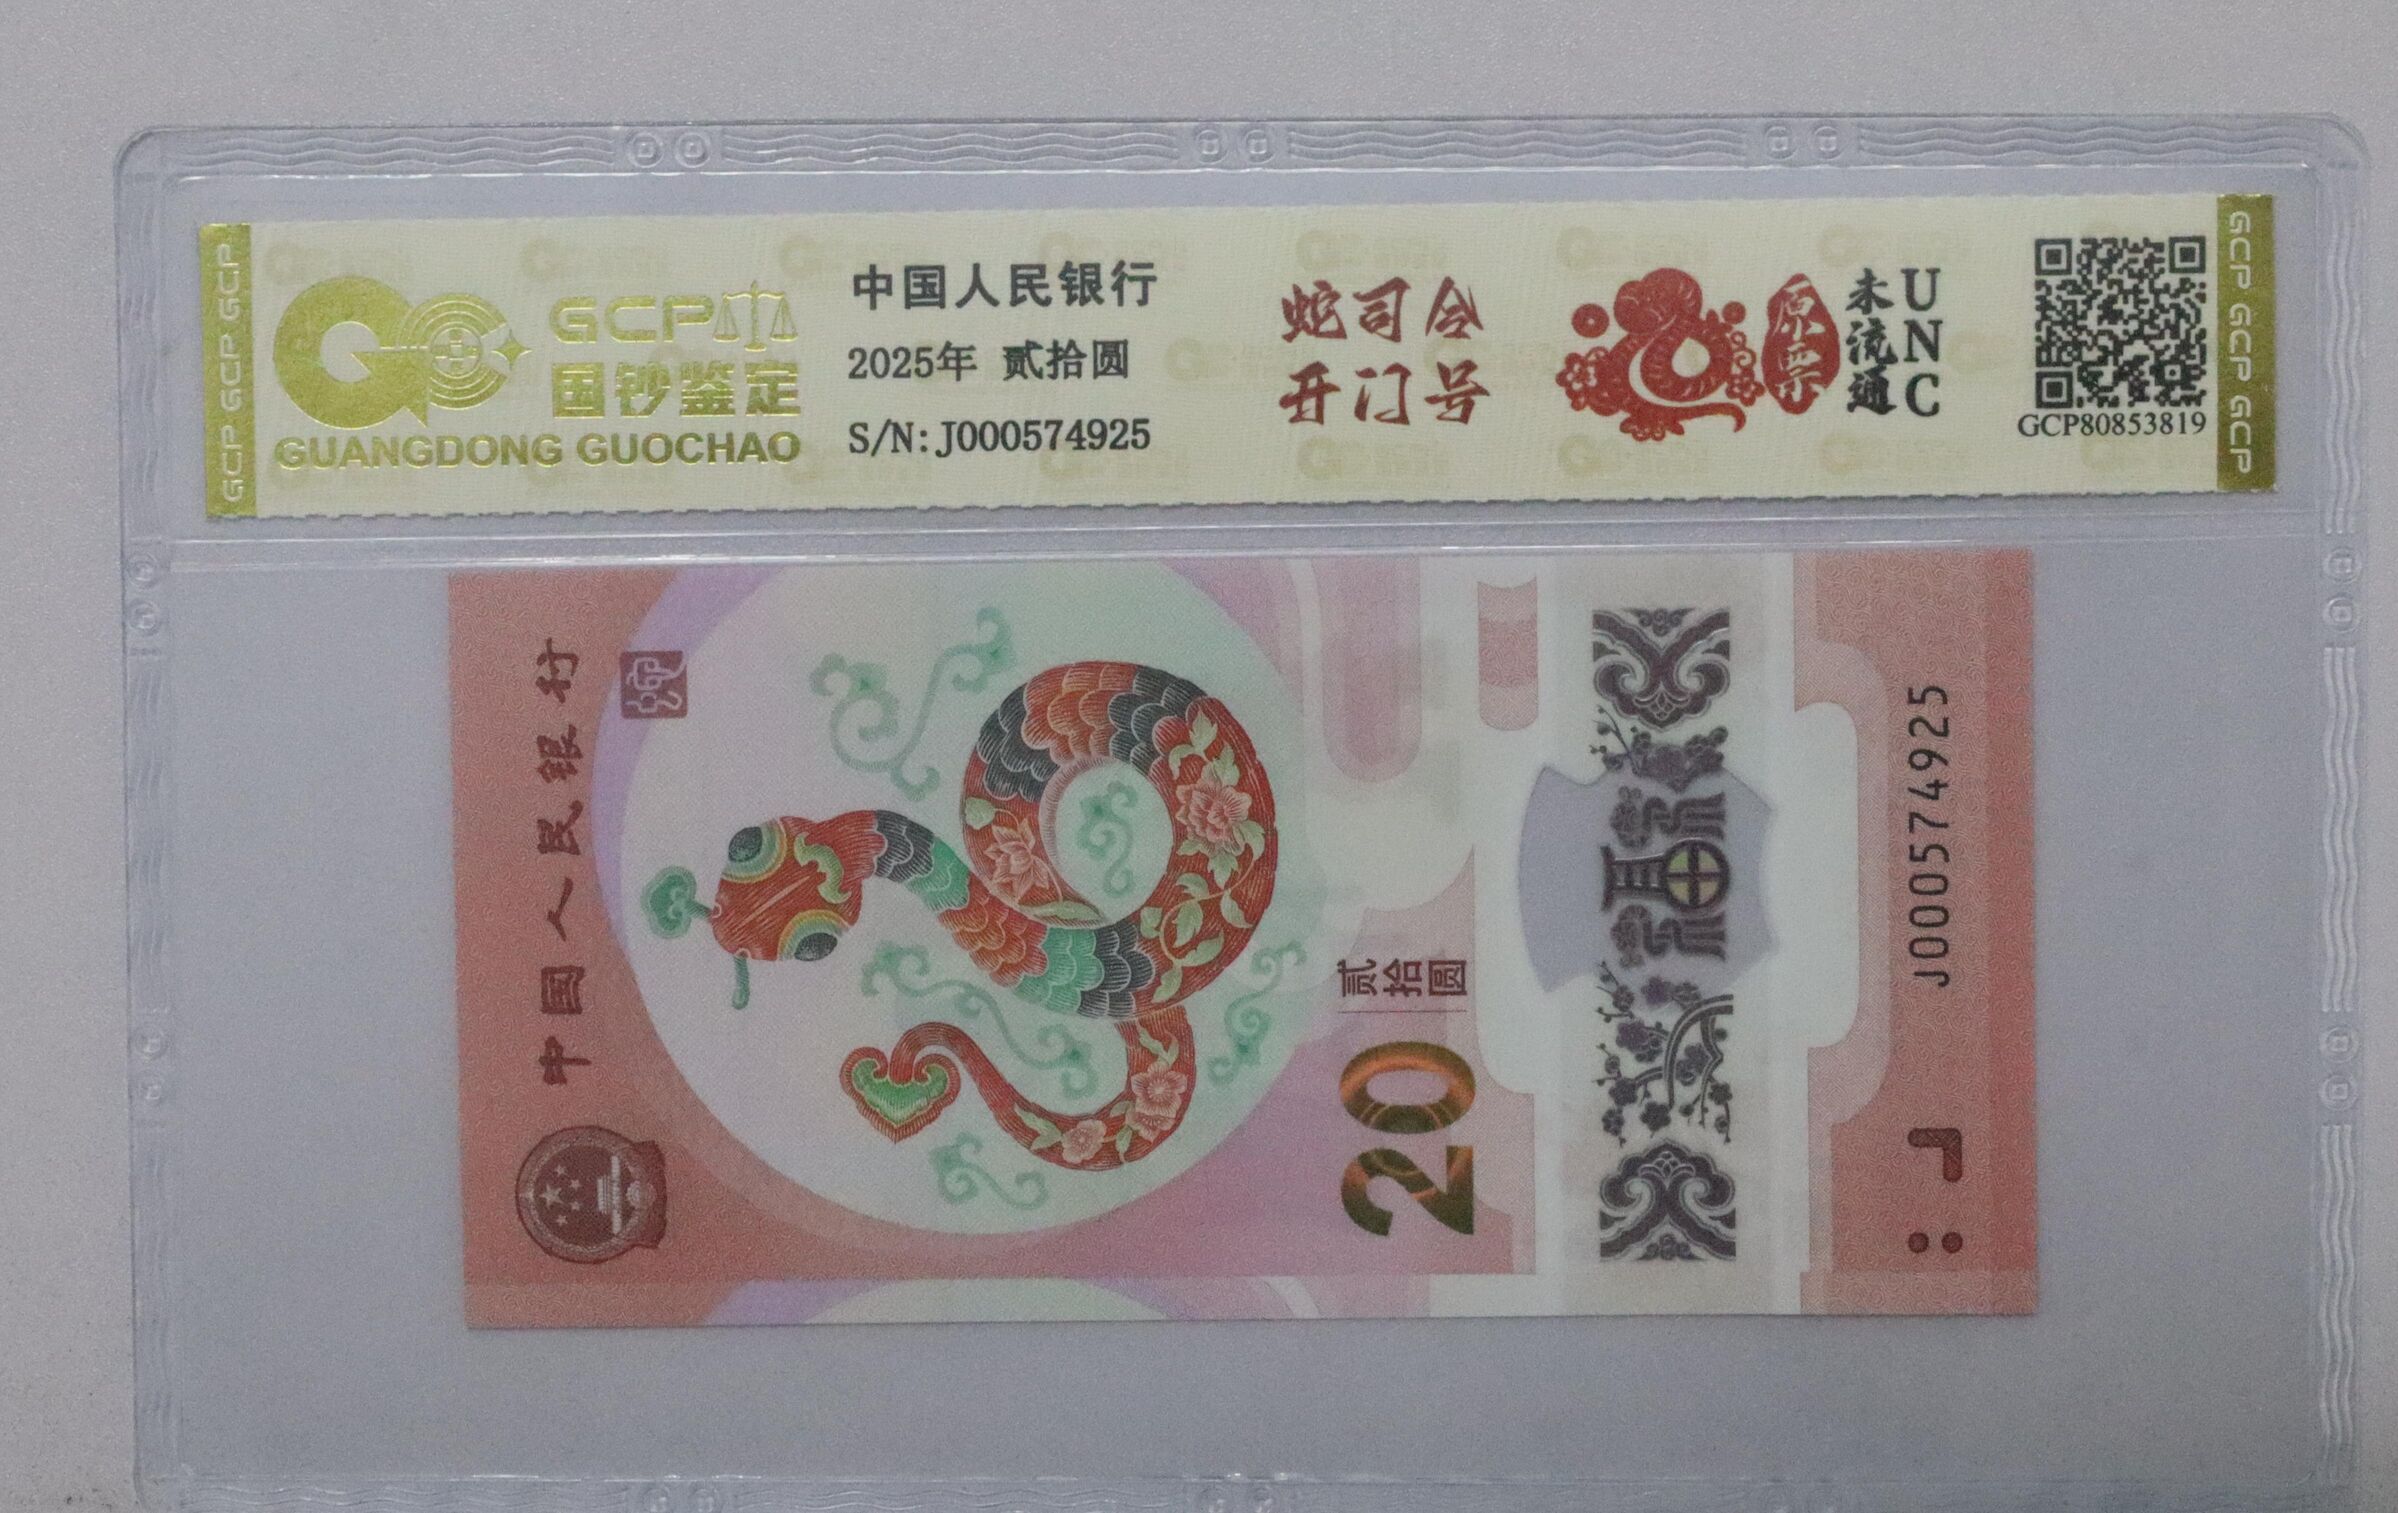 GCP GCP GCP
GCP
国钞鉴定
GUANGDONG GUOCHAO
中国人民银行
2025年 贰拾圆
S/N:J000574925
蛇司令
开门号
原票
未流通
UNC
GCP80853819
GCP GCP GCP
中国人民银行
贰拾圆
20
福
J000574925